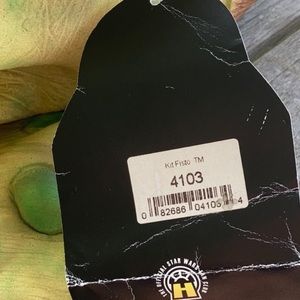 Kit Fisto TM
4103
0 82686 04103 4
THE OFFICIAL STAR WARS